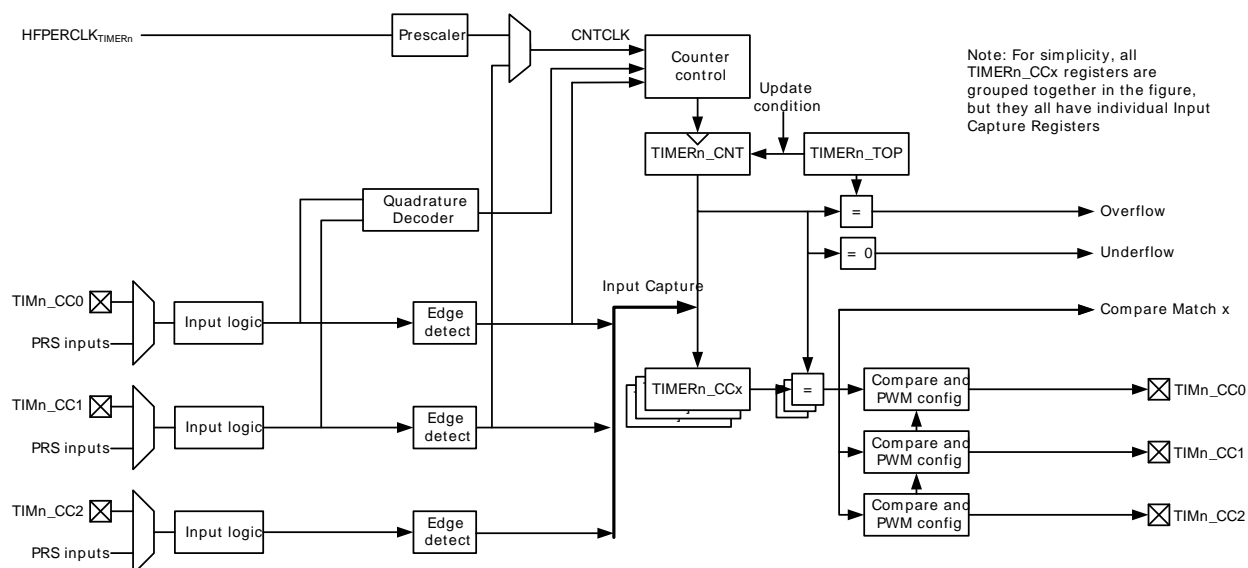 HFPERCLKTIMERn
Prescaler
CNTCLK
Counter
control
Note: For simplicity, all
TIMERn_CCx registers are
grouped together in the figure,
but they all have individual Input
Capture Registers
Update
condition
TIMERn_CNT
TIMERn_TOP
Quadrature
Decoder
=
Overflow
= 0
Underflow
TIMn_CC0
PRS inputs
Input logic
Edge
detect
Input Capture
Compare Match x
TIMERn_CCx
=
Compare and
PWM config
TIMn_CC0
TIMn_CC1
PRS inputs
Input logic
Edge
detect
Compare and
PWM config
TIMn_CC1
TIMn_CC2
PRS inputs
Input logic
Edge
detect
Compare and
PWM config
TIMn_CC2